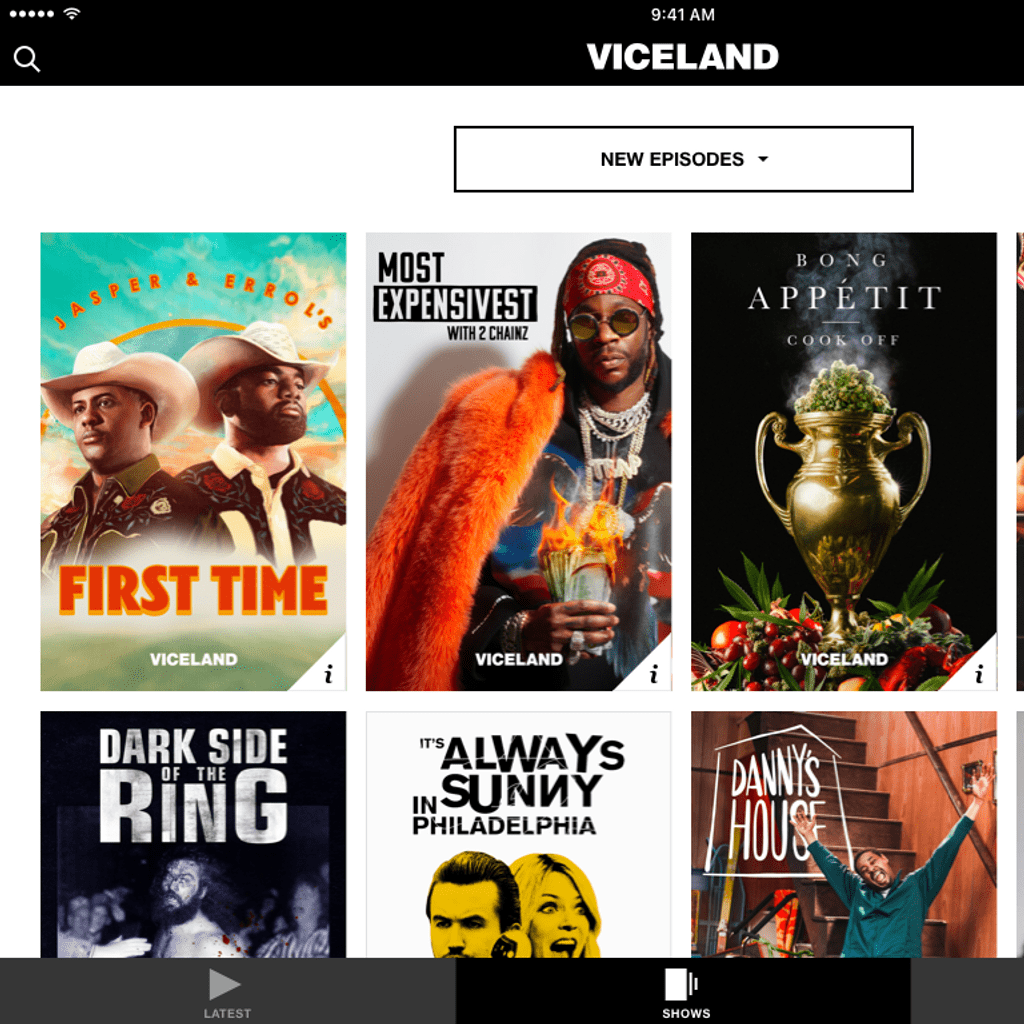 9:41 AM
VICELAND
NEW EPISODES
JASPER & ERROL'S
FIRST TIME
VICELAND
i
MOST
EXPENSIVEST
WITH 2 CHAINZ
TRAP
VICELAND
i
BONG
APPÉTIT
COOK OFF
VICELAND
i
DARK SIDE
OF THE
RING
IT'S ALWAYS
IN SUNNY
PHILADELPHIA
DANNY'S
HOUSE
LATEST
SHOWS